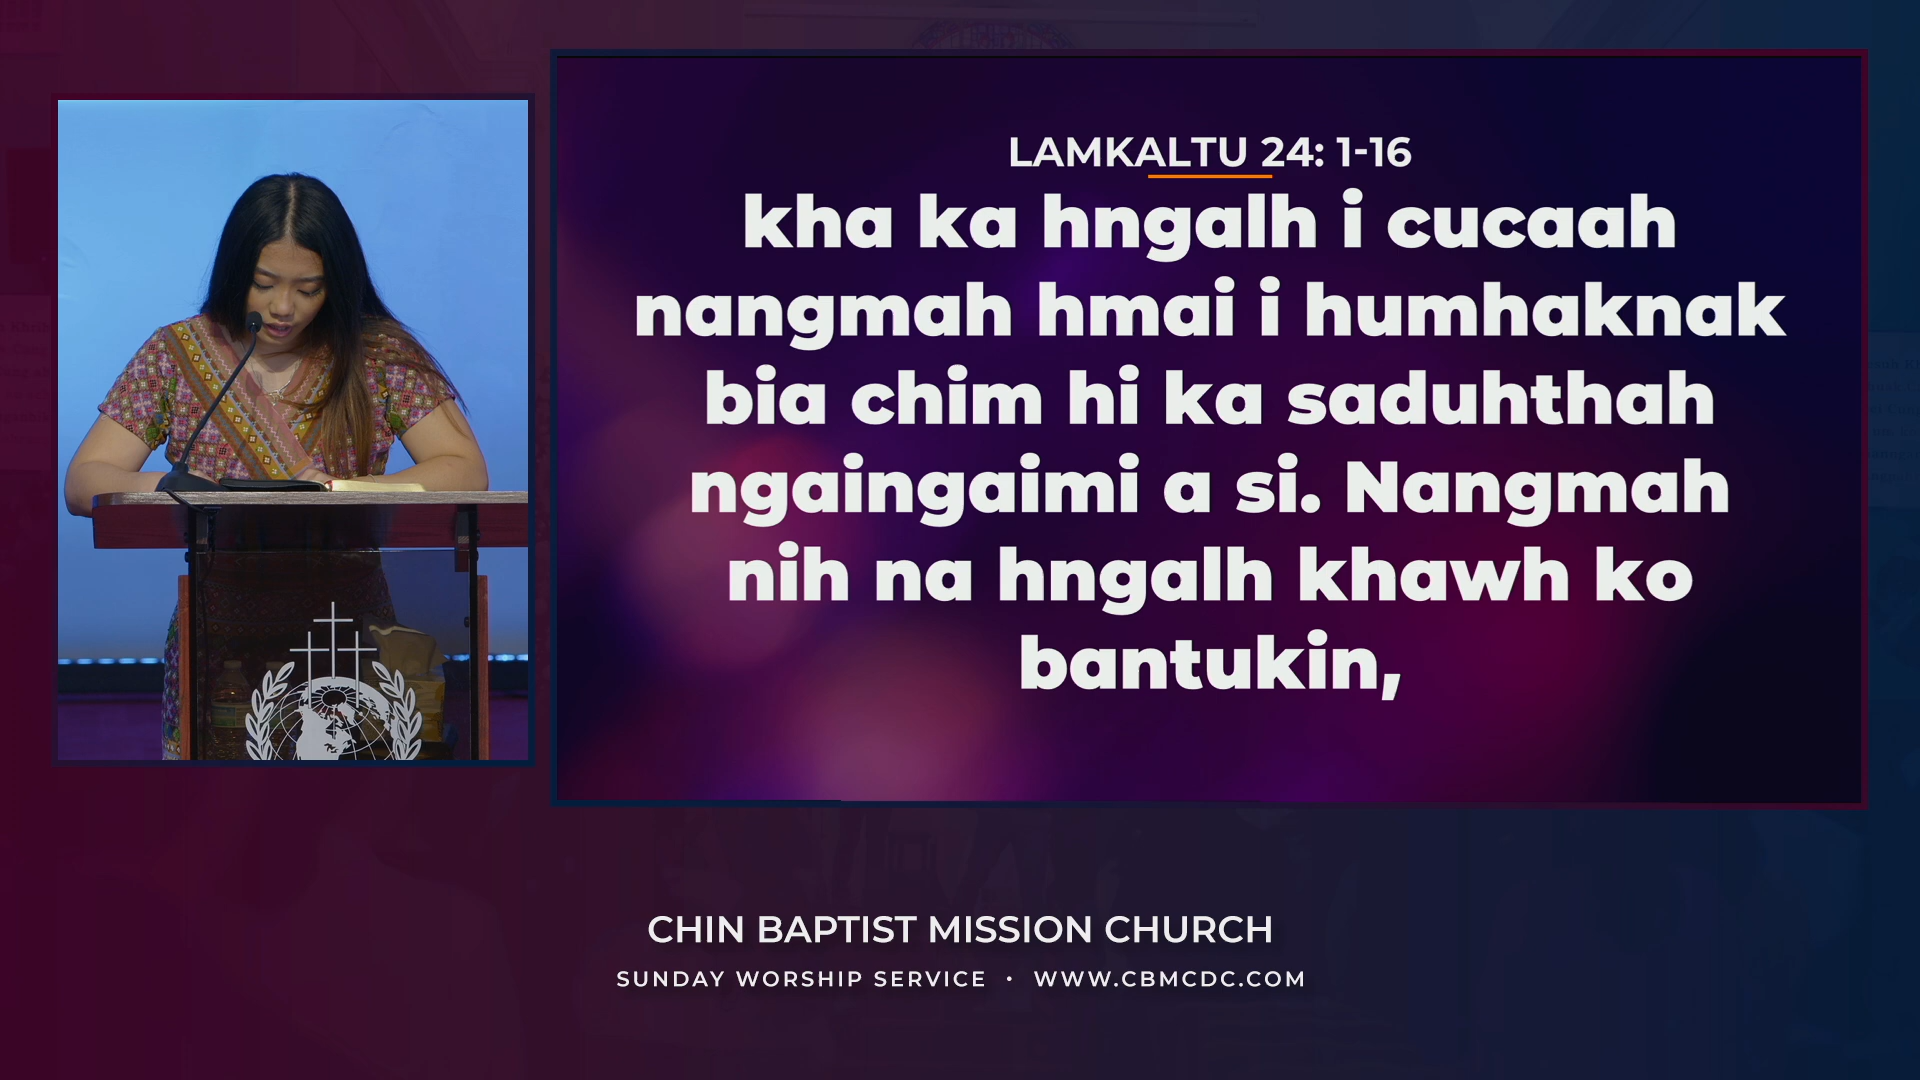 LAMKALTU 24: 1-16
kha ka hngalh i cucaah
nangmah hmai i humhaknak
bia chim hi ka saduhthah
ngaingaimi a si. Nangmah
nih na hngalh khawh ko
bantukin,
CHIN BAPTIST MISSION CHURCH
SUNDAY WORSHIP SERVICE • WWW.CBMCDC.COM